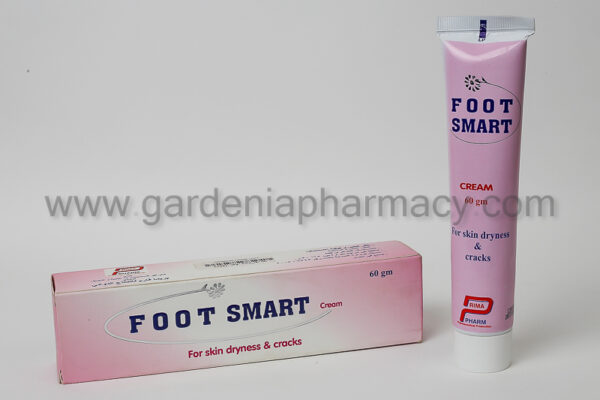 FOOT
SMART
CREAM
60 gm
For skin dryness
&
cracks
PRIMA
PHARM
www.gardeniapharmacy.com
60 gm
FOOT SMART Cream
For skin dryness & cracks